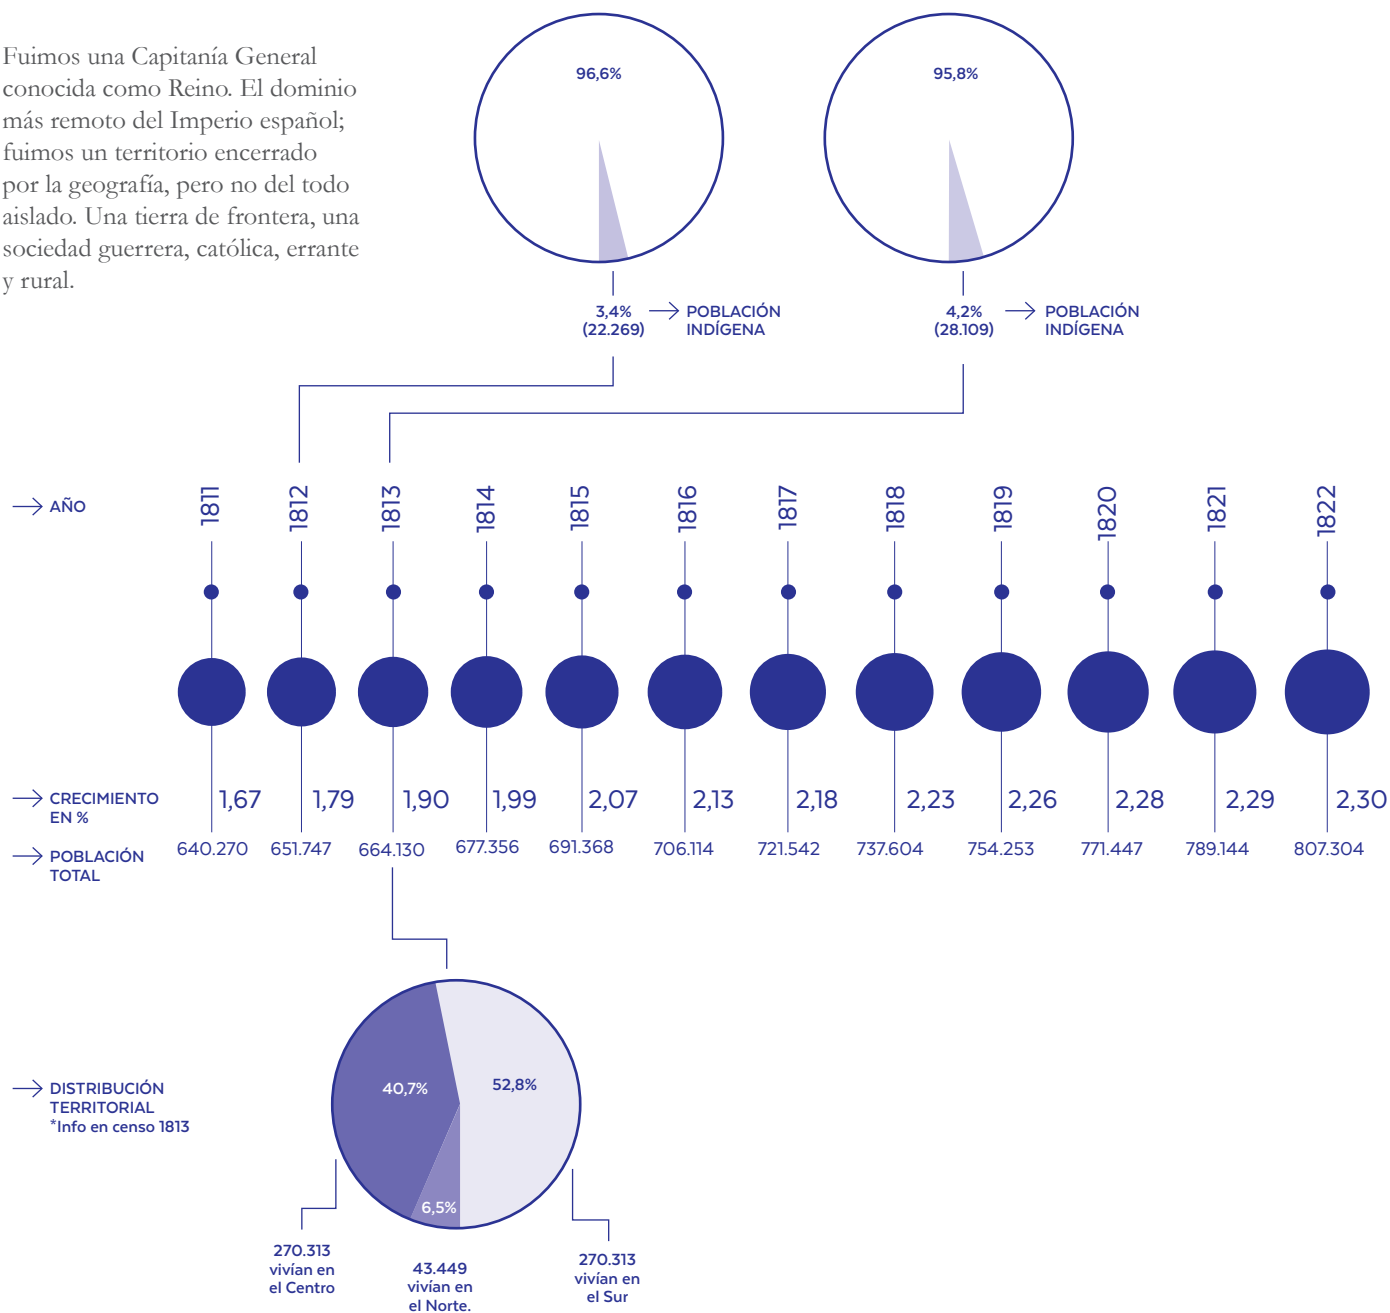 Fuimos una Capitanía General
conocida como Reino. El dominio
más remoto del Imperio español;
fuimos un territorio encerrado
por la geografía, pero no del todo
aislado. Una tierra de frontera, una
sociedad guerrera, católica, errante
y rural.
96,6%
95,8%
3,4%
(22.269)
POBLACIÓN
INDÍGENA
4,2%
(28.109)
POBLACIÓN
INDÍGENA
AÑO
1811
1812
1813
1814
1815
1816
1817
1818
1819
1820
1821
1822
CRECIMIENTO
EN %
1,67
1,79
1,90
1,99
2,07
2,13
2,18
2,23
2,26
2,28
2,29
2,30
POBLACIÓN
TOTAL
640.270
651.747
664.130
677.356
691.368
706.114
721.542
737.604
754.253
771.447
789.144
807.304
DISTRIBUCIÓN
TERRITORIAL
*Info en censo 1813
40,7%
52,8%
6,5%
270.313
vivían en
el Centro
43.449
vivían en
el Norte.
270.313
vivían en
el Sur